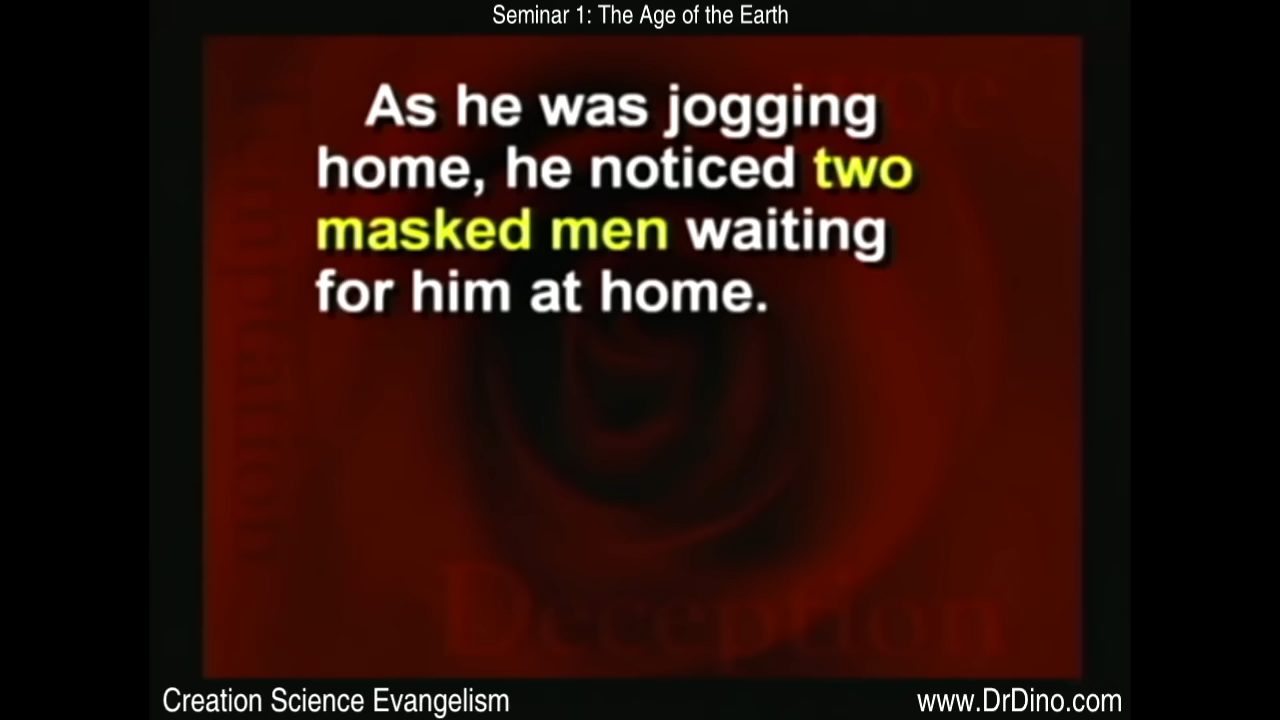 Seminar 1: The Age of the Earth
As he was jogging
home, he noticed two
masked men waiting
for him at home.
Deception
Creation Science Evangelism
www.DrDino.com